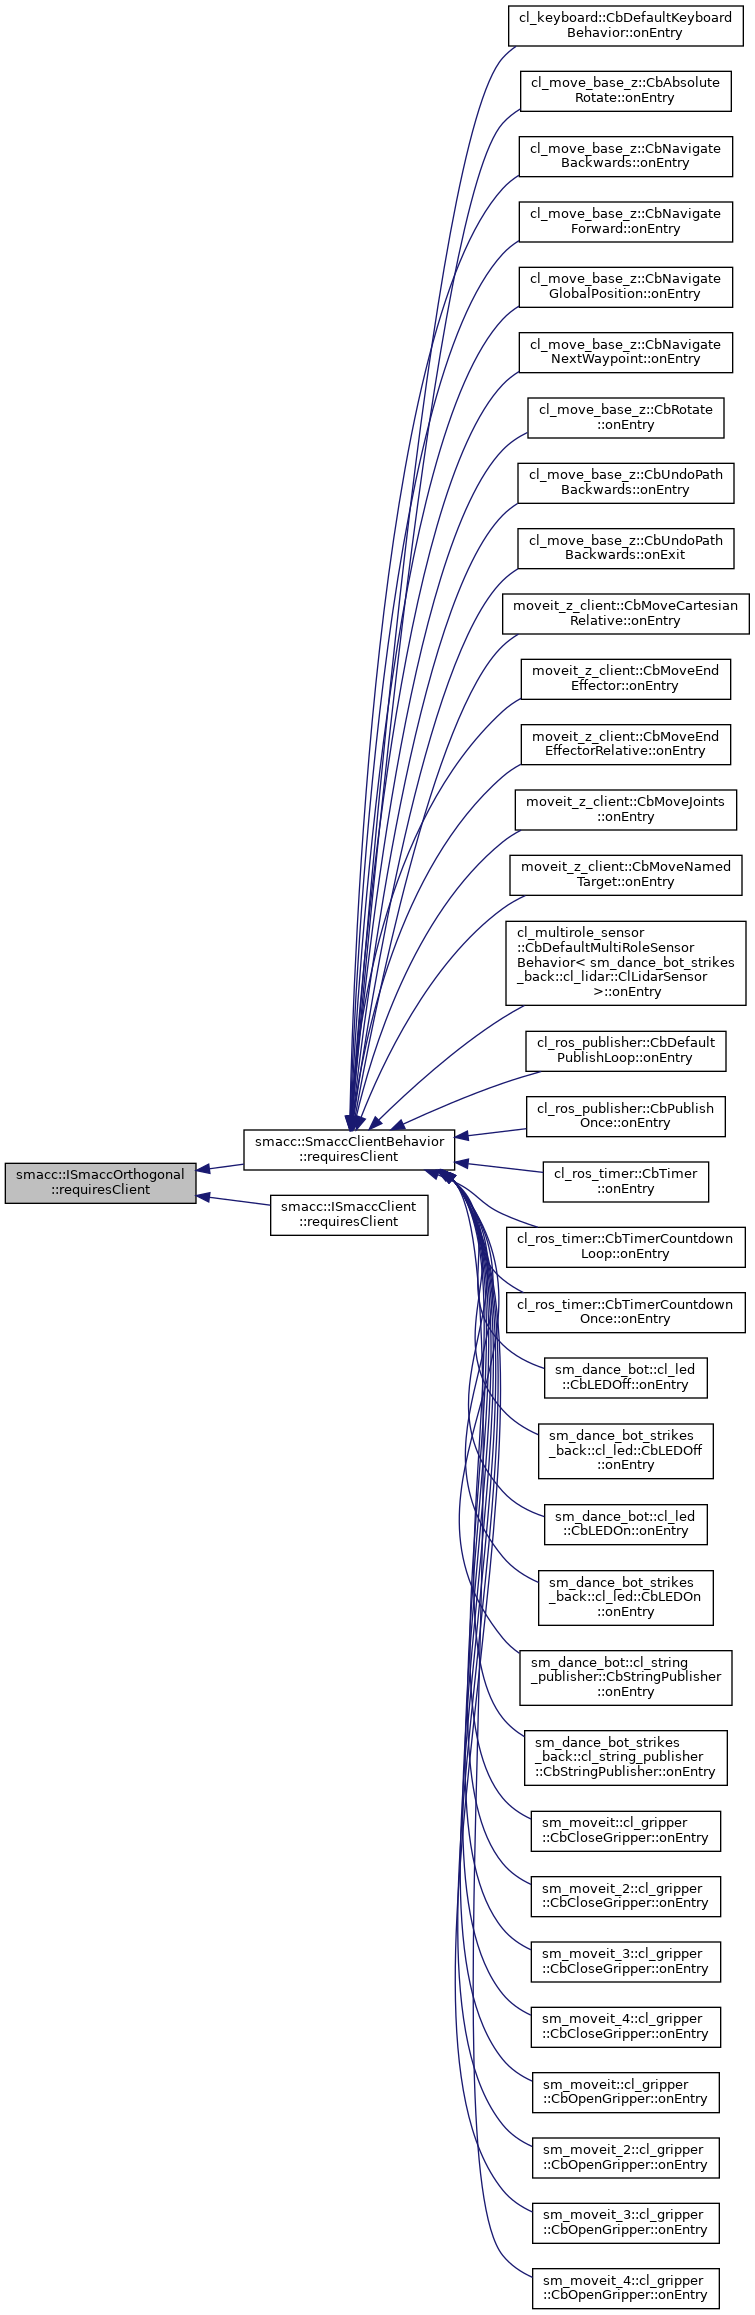 cl_keyboard::CbDefaultKeyboard
Behavior::onEntry
cl_move_base_z::CbAbsolute
Rotate::onEntry
cl_move_base_z::CbNavigate
Backwards::onEntry
cl_move_base_z::CbNavigate
Forward::onEntry
cl_move_base_z::CbNavigate
GlobalPosition::onEntry
cl_move_base_z::CbNavigate
NextWaypoint::onEntry
cl_move_base_z::CbRotate
::onEntry
cl_move_base_z::CbUndoPath
Backwards::onEntry
cl_move_base_z::CbUndoPath
Backwards::onExit
moveit_z_client::CbMoveCartesian
Relative::onEntry
moveit_z_client::CbMoveEnd
Effector::onEntry
moveit_z_client::CbMoveEnd
EffectorRelative::onEntry
moveit_z_client::CbMoveJoints
::onEntry
moveit_z_client::CbMoveNamed
Target::onEntry
cl_multirole_sensor
::CbDefaultMultiRoleSensor
Behavior< sm_dance_bot_strikes
_back::cl_lidar::ClLidarSensor
>::onEntry
cl_ros_publisher::CbDefault
PublishLoop::onEntry
cl_ros_publisher::CbPublish
Once::onEntry
smacc::SmaccClientBehavior
::requiresClient
smacc::ISmaccOrthogonal
::requiresClient
smacc::ISmaccClient
::requiresClient
cl_ros_timer::CbTimer
::onEntry
cl_ros_timer::CbTimerCountdown
Loop::onEntry
cl_ros_timer::CbTimerCountdown
Once::onEntry
sm_dance_bot::cl_led
::CbLEDOff::onEntry
sm_dance_bot_strikes
_back::cl_led::CbLEDOff
::onEntry
sm_dance_bot::cl_led
::CbLEDOn::onEntry
sm_dance_bot_strikes
_back::cl_led::CbLEDOn
::onEntry
sm_dance_bot::cl_string
_publisher::CbStringPublisher
::onEntry
sm_dance_bot_strikes
_back::cl_string_publisher
::CbStringPublisher::onEntry
sm_moveit::cl_gripper
::CbCloseGripper::onEntry
sm_moveit_2::cl_gripper
::CbCloseGripper::onEntry
sm_moveit_3::cl_gripper
::CbCloseGripper::onEntry
sm_moveit_4::cl_gripper
::CbCloseGripper::onEntry
sm_moveit::cl_gripper
::CbOpenGripper::onEntry
sm_moveit_2::cl_gripper
::CbOpenGripper::onEntry
sm_moveit_3::cl_gripper
::CbOpenGripper::onEntry
sm_moveit_4::cl_gripper
::CbOpenGripper::onEntry